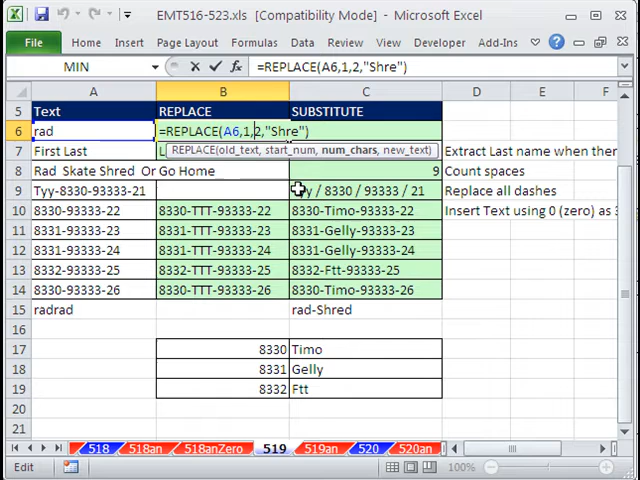 EMT516-523.xls [Compatibility Mode] - Microsoft Excel
File Home Insert Page Layout Formulas Data Review View Developer Add-Ins
MIN =REPLACE(A6,1,2,"Shre")
A B C D E F
5 Text REPLACE SUBSTITUTE
6 rad =REPLACE(A6,1,2,"Shre")
REPLACE(old_text, start_num, num_chars, new_text)
7 First Last L Extract Last name when ther
8 Rad Skate Shred Or Go Home 9 Count spaces
9 Tyy-8330-93333-21 yy / 8330 / 93333 / 21 Replace all dashes
10 8330-93333-22 8330-TTT-93333-22 8330-Timo-93333-22 Insert Text using 0 (zero) as 3
11 8331-93333-23 8331-TTT-93333-23 8331-Gelly-93333-23
12 8331-93333-24 8331-TTT-93333-24 8331-Gelly-93333-24
13 8332-93333-25 8332-TTT-93333-25 8332-Ftt-93333-25
14 8330-93333-26 8330-TTT-93333-26 8330-Timo-93333-26
15 radrad rad-Shred
16
17 8330 Timo
18 8331 Gelly
19 8332 Ftt
20
21
518 518an 518anZero 519 519an 520 520an
Edit 100%